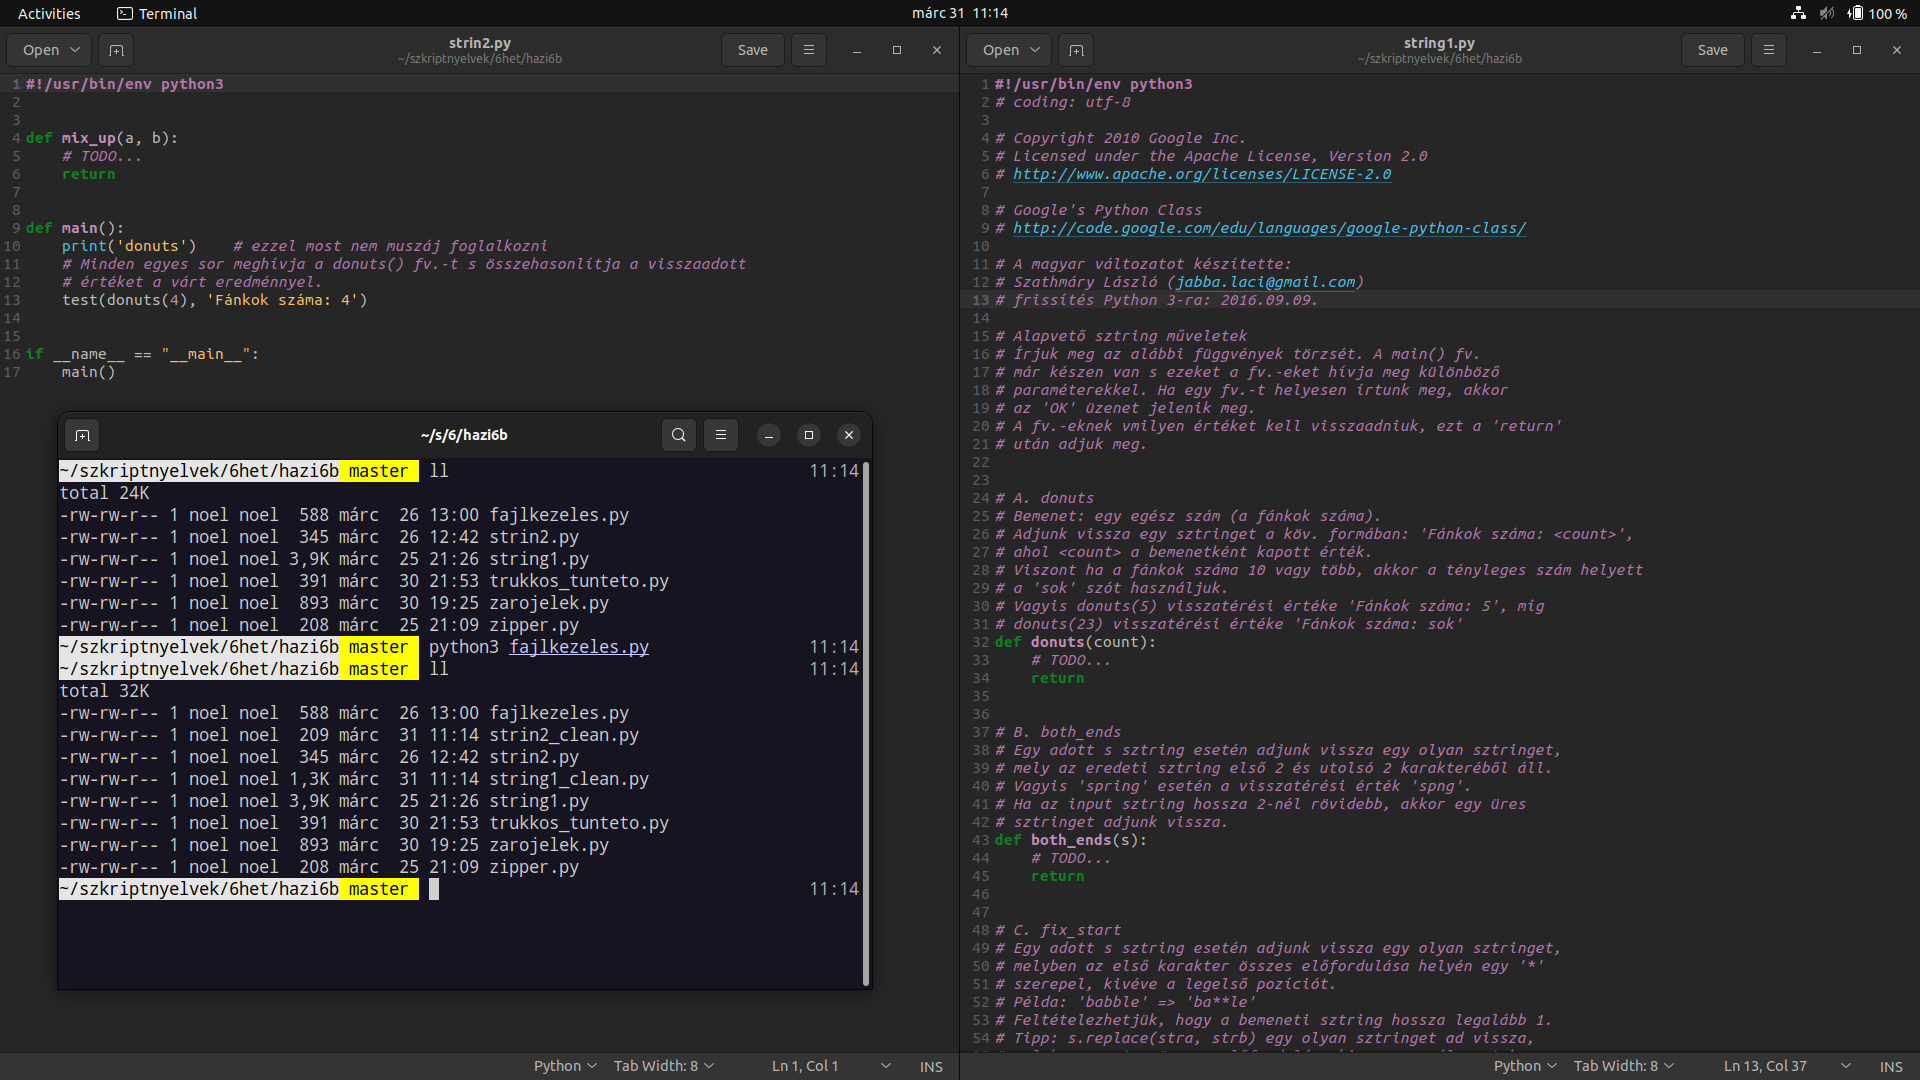 Activities Terminal márc 31 11:14 100 %
Open strin2.py Save
~/szkriptnyelvek/6het/hazi6b
1 #!/usr/bin/env python3
2
3
4 def mix_up(a, b):
5     # TODO...
6     return
7
8
9 def main():
10     print('donuts')    # ezzel most nem muszáj foglalkozni
11     # Minden egyes sor meghívja a donuts() fv.-t s összehasonlítja a visszaadott
12     # értéket a várt eredménnyel.
13     test(donuts(4), 'Fánkok száma: 4')
14
15
16 if __name__ == "__main__":
17     main()
~/s/6/hazi6b
~/szkriptnyelvek/6het/hazi6b master ll 11:14
total 24K
-rw-rw-r-- 1 noel noel  588 márc  26 13:00 fajlkezeles.py
-rw-rw-r-- 1 noel noel  345 márc  26 12:42 strin2.py
-rw-rw-r-- 1 noel noel 3,9K márc  25 21:26 string1.py
-rw-rw-r-- 1 noel noel  391 márc  30 21:53 trukkos_tunteto.py
-rw-rw-r-- 1 noel noel  893 márc  30 19:25 zarojelek.py
-rw-rw-r-- 1 noel noel  208 márc  25 21:09 zipper.py
~/szkriptnyelvek/6het/hazi6b master python3 fajlkezeles.py 11:14
~/szkriptnyelvek/6het/hazi6b master ll 11:14
total 32K
-rw-rw-r-- 1 noel noel  588 márc  26 13:00 fajlkezeles.py
-rw-rw-r-- 1 noel noel  209 márc  31 11:14 strin2_clean.py
-rw-rw-r-- 1 noel noel  345 márc  26 12:42 strin2.py
-rw-rw-r-- 1 noel noel 1,3K márc  31 11:14 string1_clean.py
-rw-rw-r-- 1 noel noel 3,9K márc  25 21:26 string1.py
-rw-rw-r-- 1 noel noel  391 márc  30 21:53 trukkos_tunteto.py
-rw-rw-r-- 1 noel noel  893 márc  30 19:25 zarojelek.py
-rw-rw-r-- 1 noel noel  208 márc  25 21:09 zipper.py
~/szkriptnyelvek/6het/hazi6b master 11:14
Python Tab Width: 8 Ln 1, Col 1 INS
Open string1.py Save
~/szkriptnyelvek/6het/hazi6b
1 #!/usr/bin/env python3
2 # coding: utf-8
3
4 # Copyright 2010 Google Inc.
5 # Licensed under the Apache License, Version 2.0
6 # http://www.apache.org/licenses/LICENSE-2.0
7
8 # Google's Python Class
9 # http://code.google.com/edu/languages/google-python-class/
10
11 # A magyar változatot készítette:
12 # Szathmáry László (jabba.laci@gmail.com)
13 # frissítés Python 3-ra: 2016.09.09.
14
15 # Alapvető sztring műveletek
16 # Írjuk meg az alábbi függvények törzsét. A main() fv.
17 # már készen van s ezeket a fv.-eket hívja meg különböző
18 # paraméterekkel. Ha egy fv.-t helyesen írtunk meg, akkor
19 # az 'OK' üzenet jelenik meg.
20 # A fv.-eknek vmilyen értéket kell visszaadniuk, ezt a 'return'
21 # után adjuk meg.
22
23
24 # A. donuts
25 # Bemenet: egy egész szám (a fánkok száma).
26 # Adjunk vissza egy sztringet a köv. formában: 'Fánkok száma: <count>',
27 # ahol <count> a bemenetként kapott érték.
28 # Viszont ha a fánkok száma 10 vagy több, akkor a tényleges szám helyett
29 # a 'sok' szót használjuk.
30 # Vagyis donuts(5) visszatérési értéke 'Fánkok száma: 5', míg
31 # donuts(23) visszatérési értéke 'Fánkok száma: sok'
32 def donuts(count):
33     # TODO...
34     return
35
36
37 # B. both_ends
38 # Egy adott s sztring esetén adjunk vissza egy olyan sztringet,
39 # mely az eredeti sztring első 2 és utolsó 2 karakteréből áll.
40 # Vagyis 'spring' esetén a visszatérési érték 'spng'.
41 # Ha az input sztring hossza 2-nél rövidebb, akkor egy üres
42 # sztringet adjunk vissza.
43 def both_ends(s):
44     # TODO...
45     return
46
47
48 # C. fix_start
49 # Egy adott s sztring esetén adjunk vissza egy olyan sztringet,
50 # melyben az első karakter összes előfordulása helyén egy '*'
51 # szerepel, kivéve a legelső pozíciót.
52 # Példa: 'babble' => 'ba**le'
53 # Feltételezhetjük, hogy a bemeneti sztring hossza legalább 1.
54 # Tipp: s.replace(stra, strb) egy olyan sztringet ad vissza,
Python Tab Width: 8 Ln 13, Col 37 INS